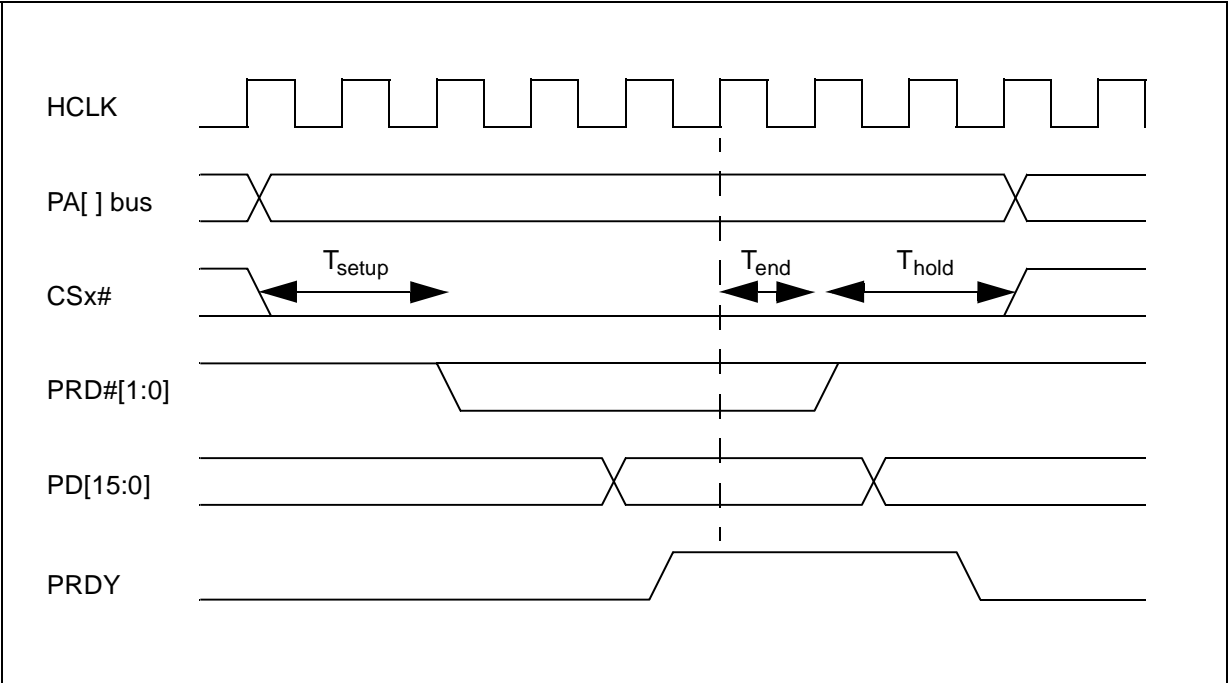 HCLK
PA[ ] bus
CSx#
Tsetup
Tend
Thold
PRD#[1:0]
PD[15:0]
PRDY